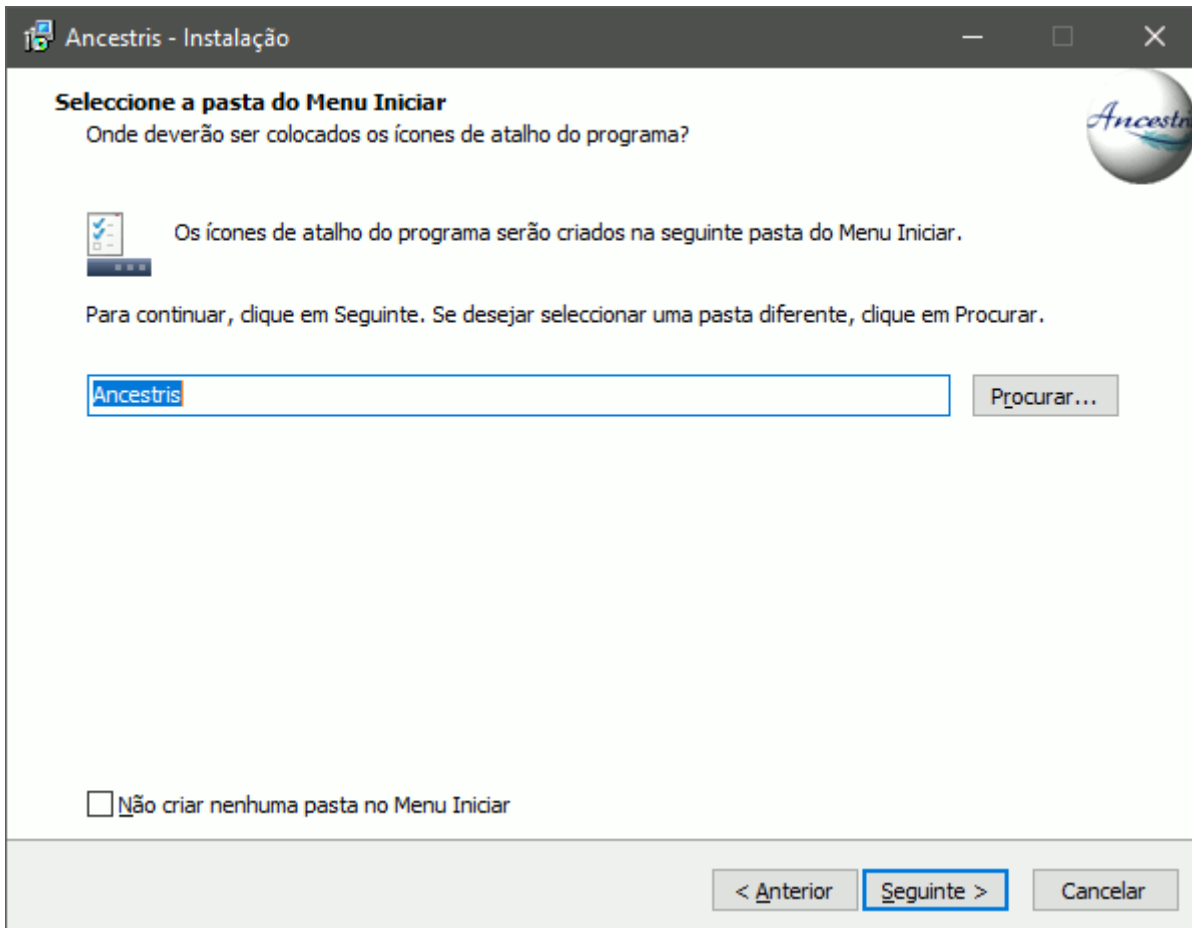 Ancestris - Instalação
Seleccione a pasta do Menu Iniciar
Onde deverão ser colocados os ícones de atalho do programa?
Ancestri
Os ícones de atalho do programa serão criados na seguinte pasta do Menu Iniciar.
Para continuar, clique em Seguinte. Se desejar seleccionar uma pasta diferente, clique em Procurar.
Ancestris
Procurar...
Não criar nenhuma pasta no Menu Iniciar
< Anterior
Seguinte >
Cancelar